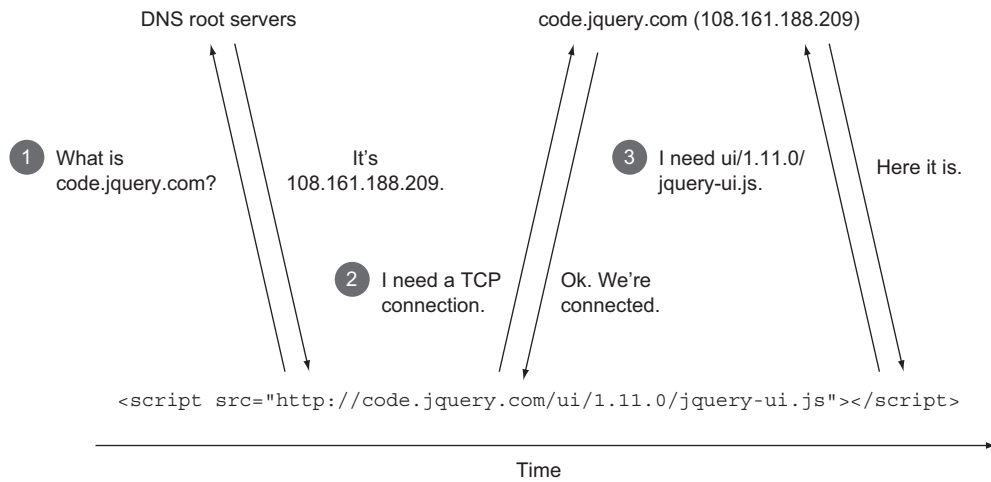 DNS root servers
code.jquery.com (108.161.188.209)
1 What is
code.jquery.com?
It's
108.161.188.209.
2 I need a TCP
connection.
Ok. We're
connected.
3 I need ui/1.11.0/
jquery-ui.js.
Here it is.
<script src="http://code.jquery.com/ui/1.11.0/jquery-ui.js"></script>
Time